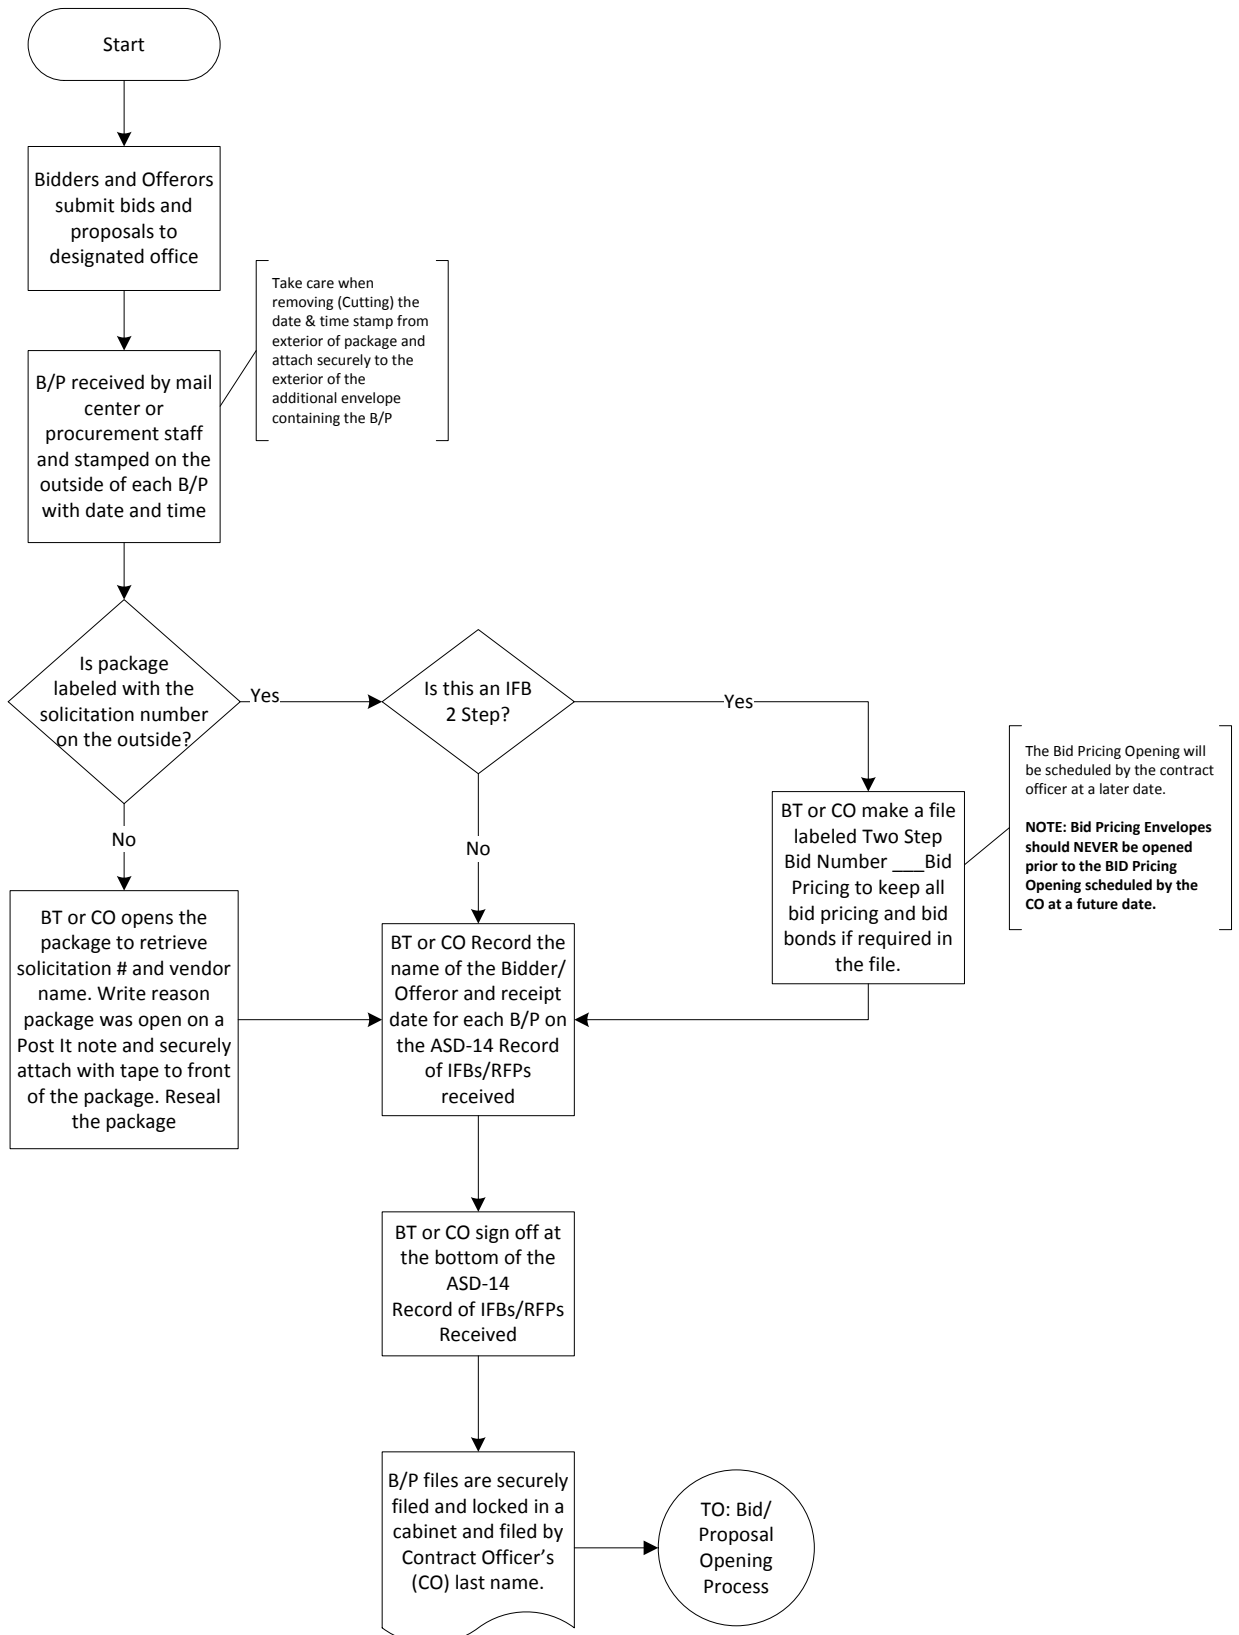 Start
Bidders and Offerors
submit bids and
proposals to
designated office
Take care when
removing (Cutting) the
date & time stamp from
exterior of package and
attach securely to the
exterior of the
additional envelope
containing the B/P
B/P received by mail
center or
procurement staff
and stamped on the
outside of each B/P
with date and time
Is package
labeled with the
solicitation number
on the outside?
Yes
Is this an IFB
2 Step?
Yes
No
No
The Bid Pricing Opening will
be scheduled by the contract
officer at a later date.
NOTE: Bid Pricing Envelopes
should NEVER be opened
prior to the BID Pricing
Opening scheduled by the
CO at a future date.
BT or CO make a file
labeled Two Step
Bid Number ___Bid
Pricing to keep all
bid pricing and bid
bonds if required in
the file.
BT or CO opens the
package to retrieve
solicitation # and vendor
name. Write reason
package was open on a
Post It note and securely
attach with tape to front
of the package. Reseal
the package
BT or CO Record the
name of the Bidder/
Offeror and receipt
date for each B/P on
the ASD-14 Record
of IFBs/RFPs
received
BT or CO sign off at
the bottom of the
ASD-14
Record of IFBs/RFPs
Received
B/P files are securely
filed and locked in a
cabinet and filed by
Contract Officer’s
(CO) last name.
TO: Bid/
Proposal
Opening
Process